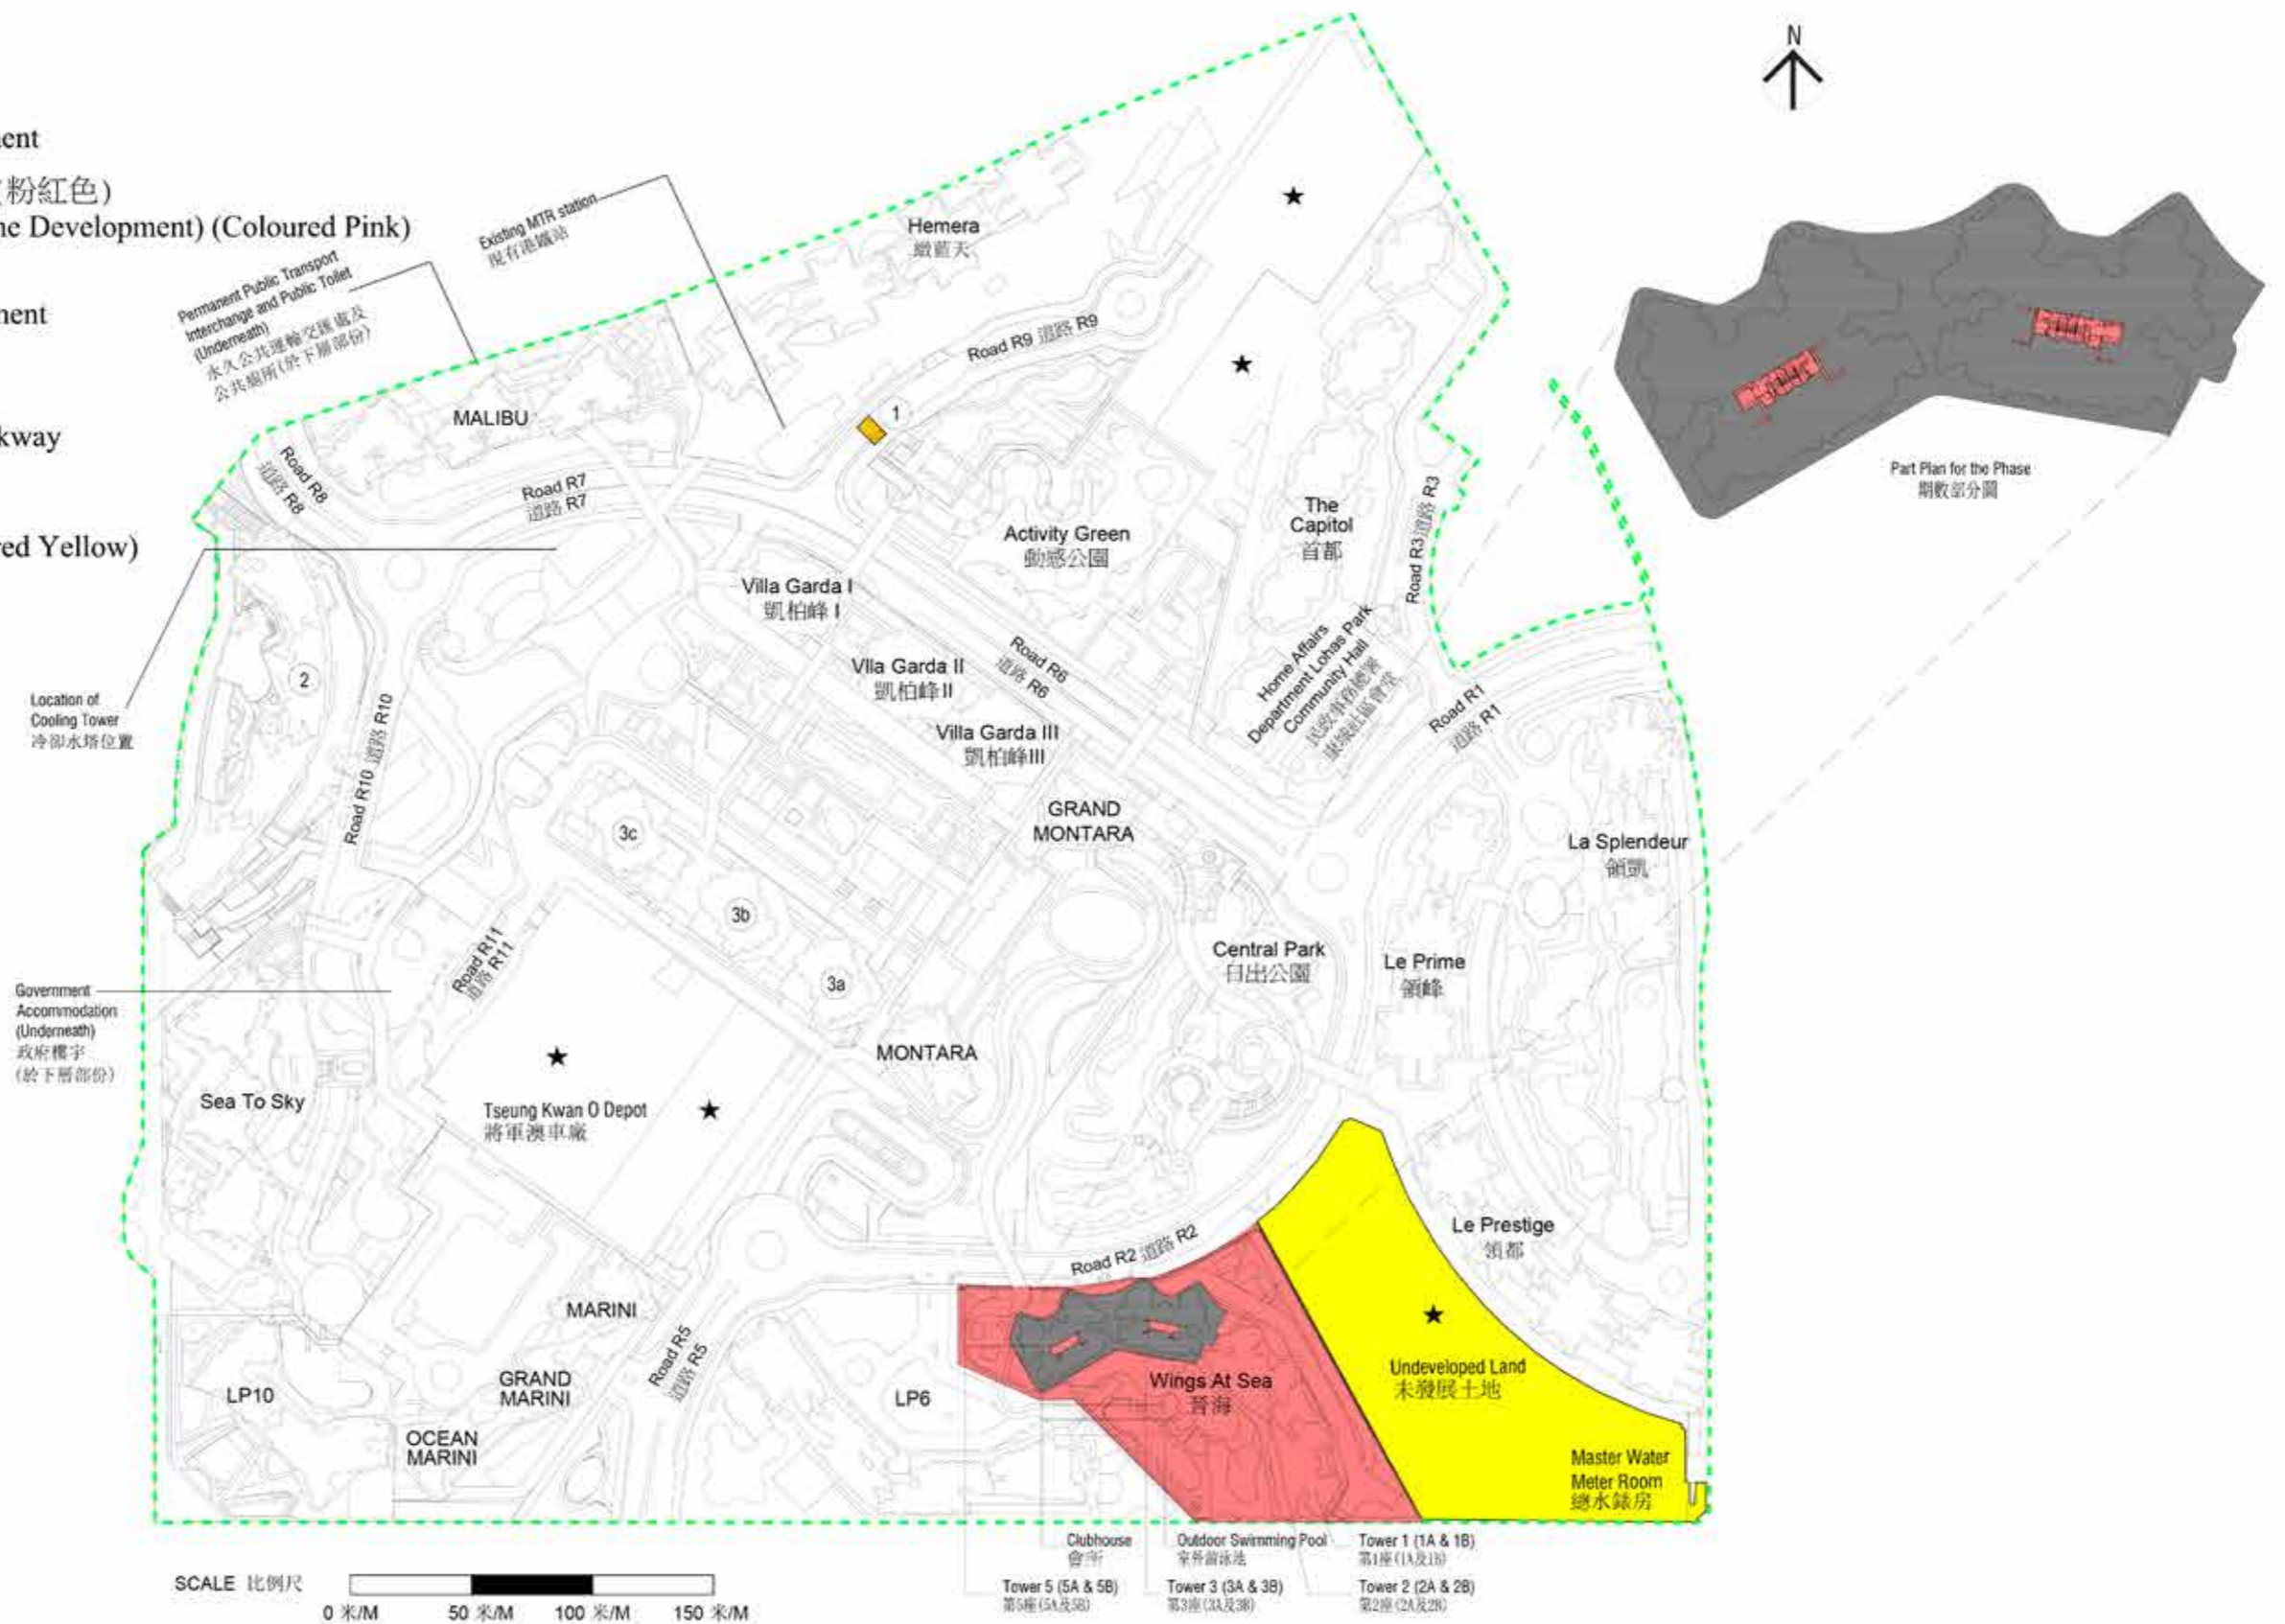 ent
(粉紅色)
ne Development) (Coloured Pink)
nent
kway
red Yellow)
N
Permanent Public Transport
Interchange and Public Toilet
(Underneath)
永久公共運輸交匯處及
公共廁所(於下層部份)
Existing MTR station
現有港鐵站
Hemera
緻藍天
Road R9 道路 R9
MALIBU
1
Road R8
道路 R8
Road R7
道路 R7
Part Plan for the Phase
期數部分圖
Activity Green
動感公園
The
Capitol
首都
Road R3 道路 R3
Villa Garda I
凱柏峰 I
Road R6
道路 R6
Vlla Garda II
凱柏峰II
Home Affairs
Department Lohas Park
Community Hall
民政事務總署
康城社區會堂
Road R1
道路 R1
2
Location of
Cooling Tower
冷卻水塔位置
Road R10 道路 R10
Villa Garda III
凱柏峰III
GRAND
MONTARA
3c
La Splendeur
領凱
3b
Road R11
道路 R11
Central Park
日出公園
Le Prime
領峰
3a
Government
Accommodation
(Underneath)
政府樓宇
(於下層部份)
MONTARA
Sea To Sky
Tseung Kwan O Depot
將軍澳車廠
Le Prestige
領都
Road R2 道路 R2
MARINI
Road R5
道路 R5
Undeveloped Land
未發展土地
GRAND
MARINI
LP10
LP6
Wings At Sea
晉海
OCEAN
MARINI
Master Water
Meter Room
總水錶房
Clubhouse
會所
Outdoor Swimming Pool
室外游泳池
Tower 1 (1A & 1B)
第1座(1A及1B)
Tower 5 (5A & 5B)
第5座(5A及5B)
Tower 3 (3A & 3B)
第3座(3A及3B)
Tower 2 (2A & 2B)
第2座(2A及2B)
SCALE 比例尺
0 米/M 50 米/M 100 米/M 150 米/M